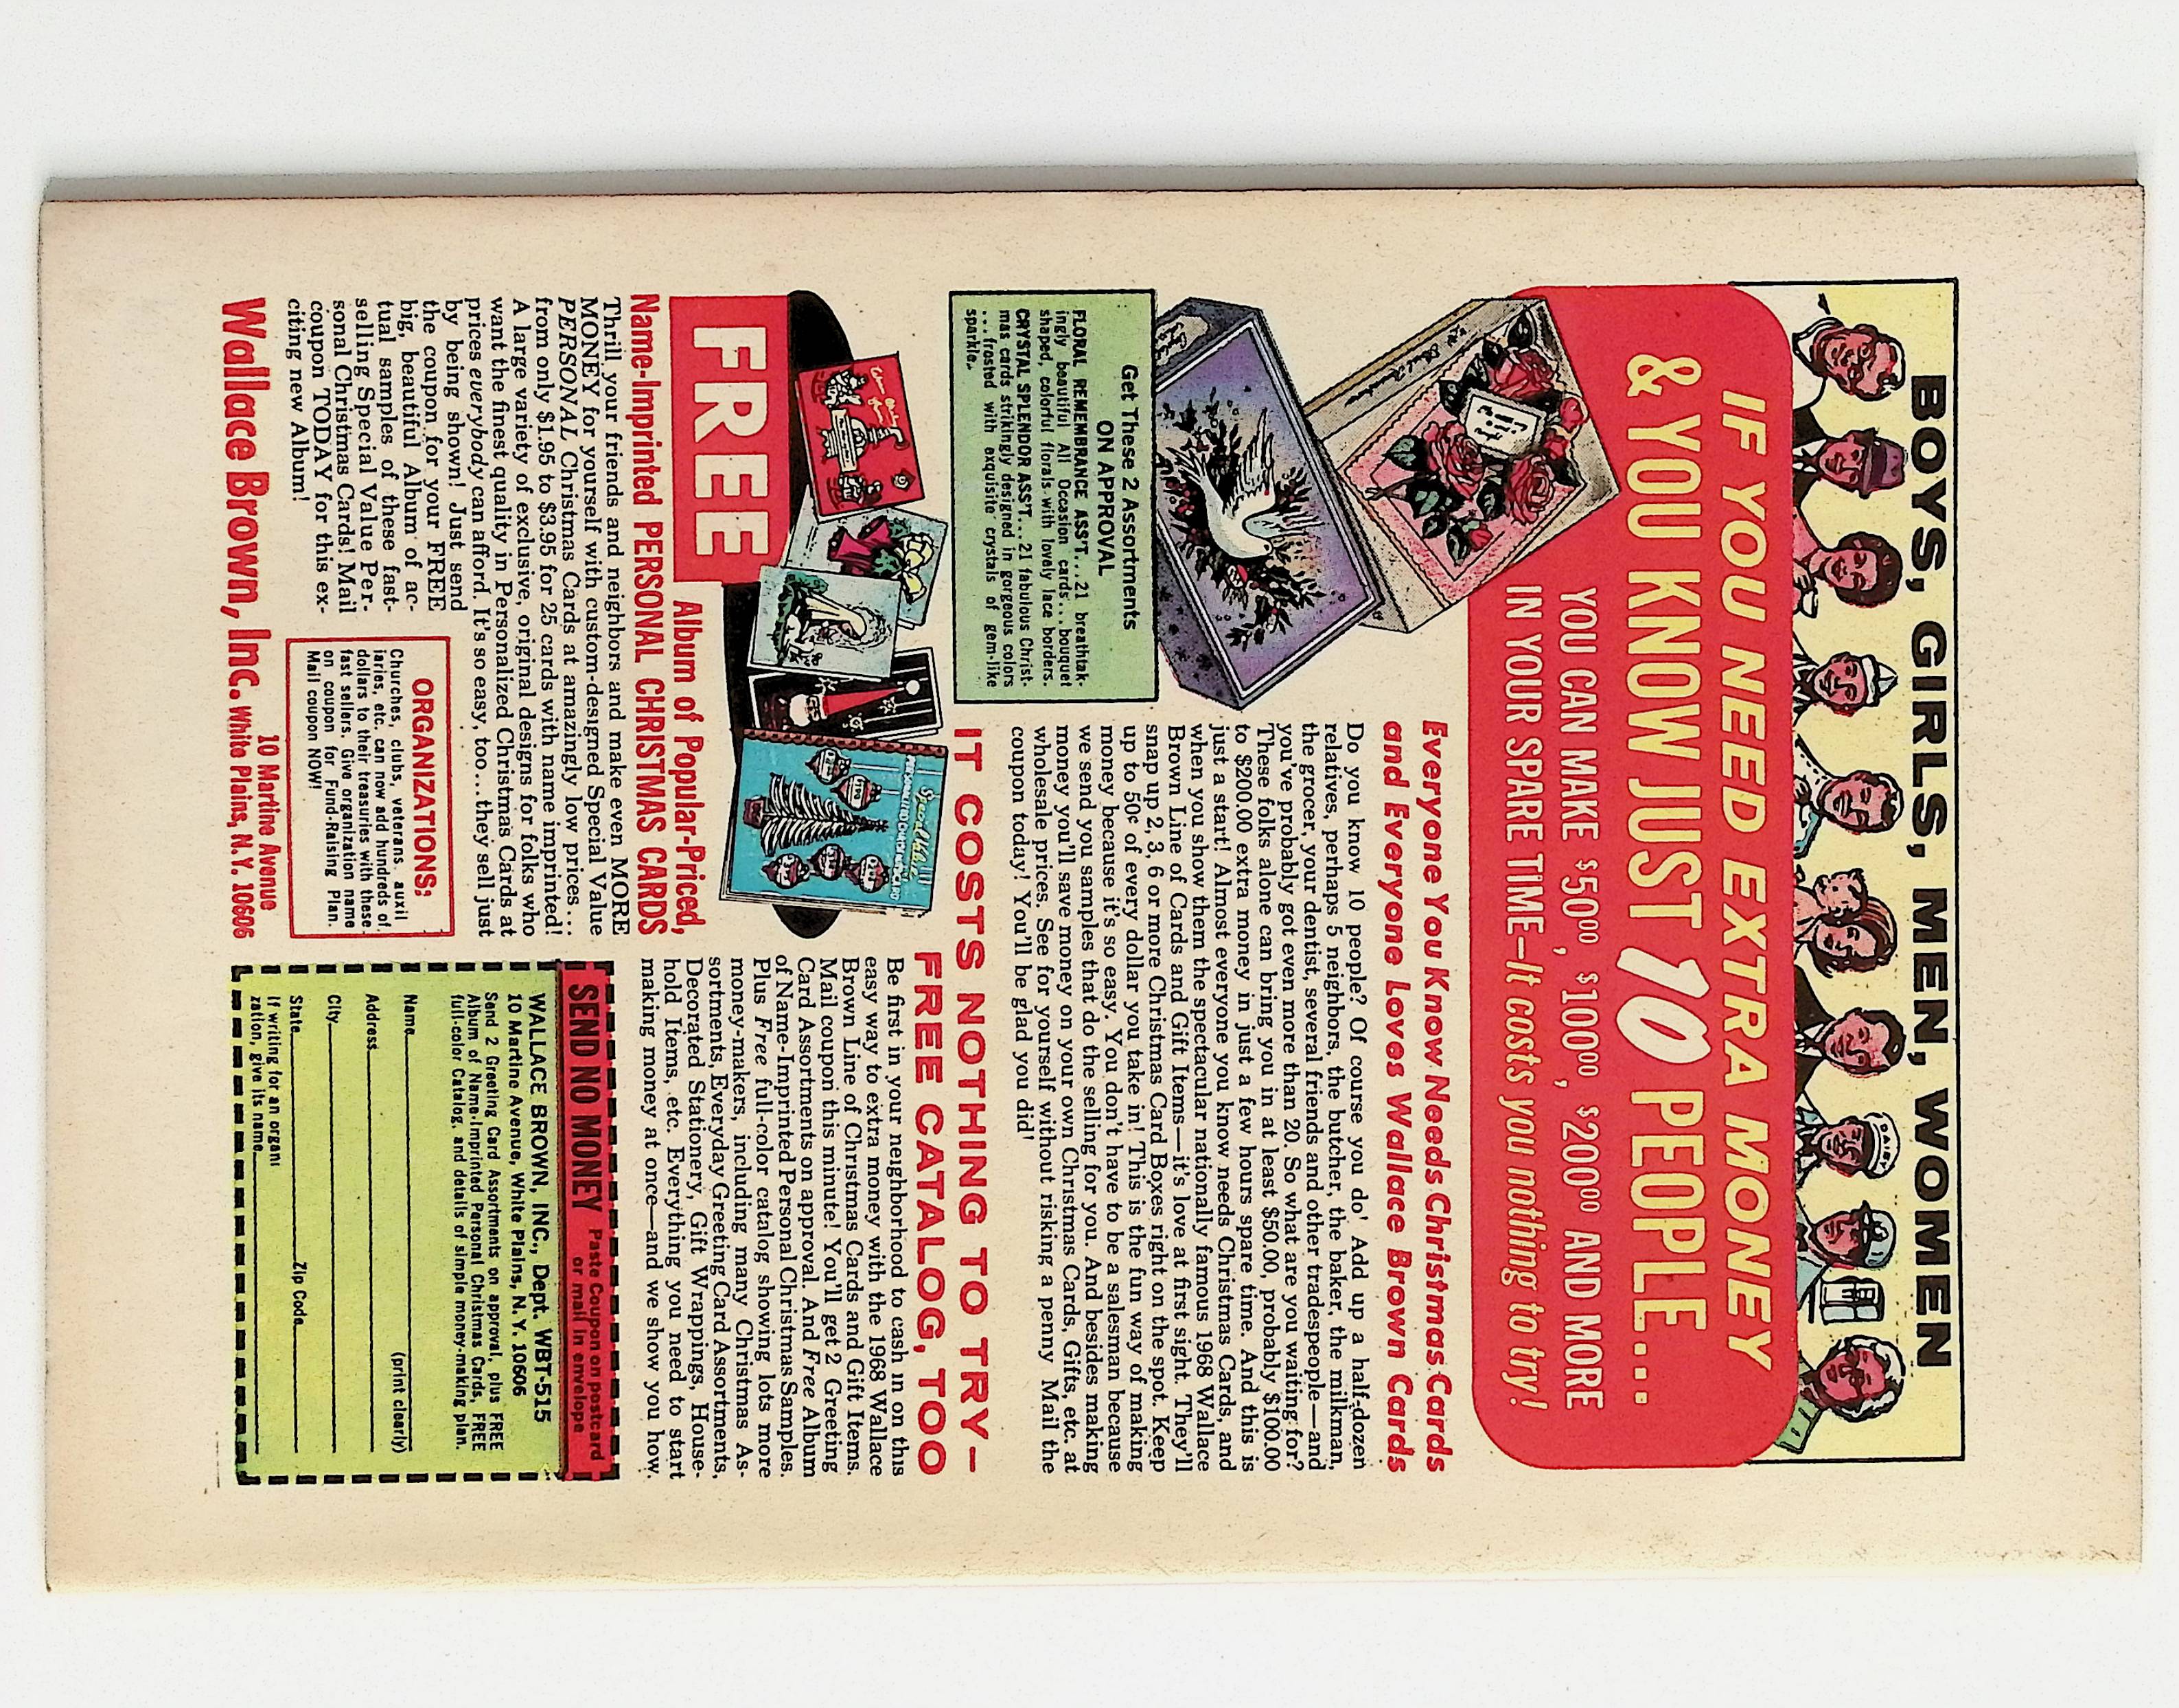 BOYS, GIRLS, MEN, WOMEN
DAISY
IF YOU NEED EXTRA MONEY
& YOU KNOW JUST 10 PEOPLE...
YOU CAN MAKE $50⁰⁰, $100⁰⁰, $200⁰⁰ AND MORE
IN YOUR SPARE TIME—It costs you nothing to try!
Everyone You Know Needs Christmas Cards
and Everyone Loves Wallace Brown Cards
Do you know 10 people? Of course you do! Add up a half-dozen
relatives, perhaps 5 neighbors, the butcher, the baker, the milkman,
the grocer, your dentist, several friends and other tradespeople—and
you've probably got even more than 20. So what are you waiting for?
These folks alone can bring you in at least $50.00, probably $100.00
to $200.00 extra money in just a few hours spare time. And this is
just a start! Almost everyone you know needs Christmas Cards, and
when you show them the spectacular nationally famous 1968 Wallace
Brown Line of Cards and Gift Items—it's love at first sight. They'll
snap up 2, 3, 6 or more Christmas Card Boxes right on the spot. Keep
up to 50¢ of every dollar you take in! This is the fun way of making
money because it's so easy. You don't have to be a salesman because
we send you samples that do the selling for you. And besides making
money you'll save money on your own Christmas Cards, Gifts, etc. at
wholesale prices. See for yourself without risking a penny Mail the
coupon today! You'll be glad you did!
Get These 2 Assortments
ON APPROVAL
FLORAL REMEMBRANCE ASS'T... 21 breathtak-
ingly beautiful All Occasion cards... bouquet
shaped, colorful florals with lovely lace borders.
CRYSTAL SPLENDOR ASS'T... 21 fabulous Christ-
mas cards strikingly designed in gorgeous colors
...frosted with exquisite crystals of gem-like
sparkle.
IT COSTS NOTHING TO TRY—
FREE CATALOG, TOO
Be first in your neighborhood to cash in on this
easy way to extra money with the 1968 Wallace
Brown Line of Christmas Cards and Gift Items.
Mail coupon this minute! You'll get 2 Greeting
Card Assortments on approval. And Free Album
of Name-Imprinted Personal Christmas Samples.
Plus Free full-color catalog showing lots more
money-makers, including many Christmas As-
sortments, Everyday Greeting Card Assortments,
Decorated Stationery, Gift Wrappings, House-
hold Items, etc. Everything you need to start
making money at once—and we show you how.
FREE
Album of Popular-Priced,
Name-Imprinted PERSONAL CHRISTMAS CARDS
Thrill your friends and neighbors and make even MORE
MONEY for yourself with custom-designed Special Value
PERSONAL Christmas Cards at amazingly low prices...
from only $1.95 to $3.95 for 25 cards with name imprinted!
A large variety of exclusive, original designs for folks who
want the finest quality in Personalized Christmas Cards at
prices everybody can afford. It's so easy, too...they sell just
by being shown! Just send
the coupon for your FREE
big, beautiful Album of ac-
tual samples of these fast-
selling Special Value Per-
sonal Christmas Cards! Mail
coupon TODAY for this ex-
citing new Album!
ORGANIZATIONS:
Churches, clubs, veterans auxil
iaries, etc. can now add hundreds of
dollars to their treasuries with these
fast sellers. Give organization name
on coupon for Fund-Raising Plan.
Mail coupon NOW!
Wallace Brown, Inc.
10 Martine Avenue
White Plains, N.Y. 10606
SEND NO MONEY
Paste Coupon on postcard
or mail in envelope
WALLACE BROWN, INC., Dept. WBT-515
10 Martine Avenue, White Plains, N.Y. 10606
Send 2 Greeting Card Assortments on approval, plus FREE
Album of Name-Imprinted Personal Christmas Cards, FREE
full-color Catalog, and details of simple money-making plan.
Name
(print clearly)
Address
City
State Zip Code
If writing for an organi
zation, give its name